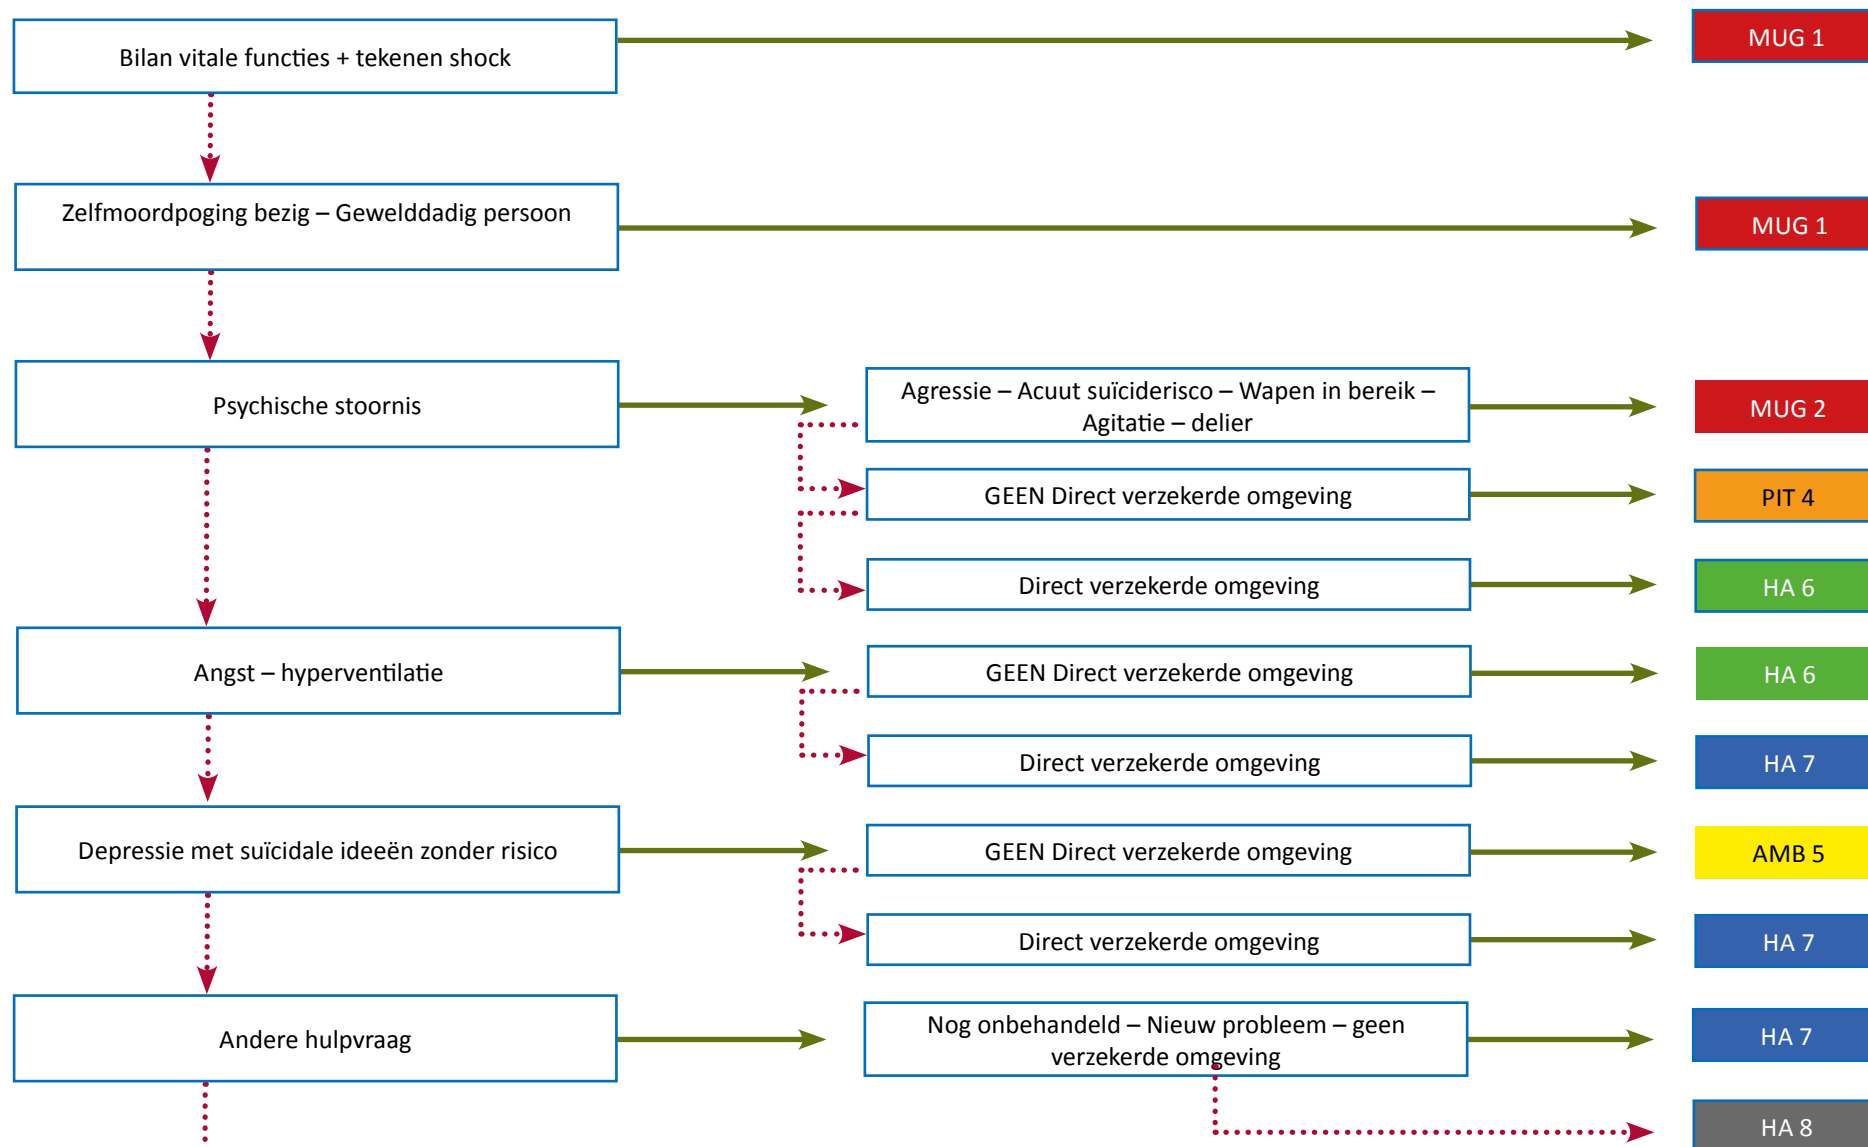 Bilan vitale functies + tekenen shock
MUG 1
Zelfmoordpoging bezig – Gewelddadig persoon
MUG 1
Psychische stoornis
Agressie – Acuut suïciderisco – Wapen in bereik –
Agitatie – delier
MUG 2
GEEN Direct verzekerde omgeving
PIT 4
Direct verzekerde omgeving
HA 6
Angst – hyperventilatie
GEEN Direct verzekerde omgeving
HA 6
Direct verzekerde omgeving
HA 7
Depressie met suïcidale ideeën zonder risico
GEEN Direct verzekerde omgeving
AMB 5
Direct verzekerde omgeving
HA 7
Andere hulpvraag
Nog onbehandeld – Nieuw probleem – geen
verzekerde omgeving
HA 7
HA 8